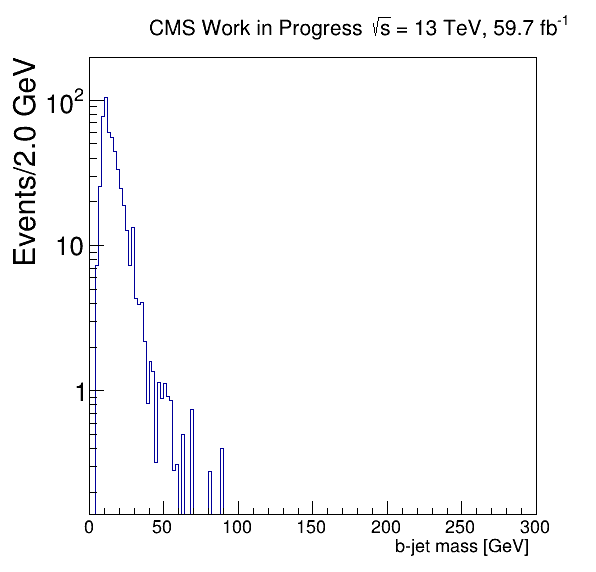 CMS Work in Progress √s = 13 TeV, 59.7 fb⁻¹
Events/2.0 GeV
10²
10
1
0 50 100 150 200 250 300
b-jet mass [GeV]